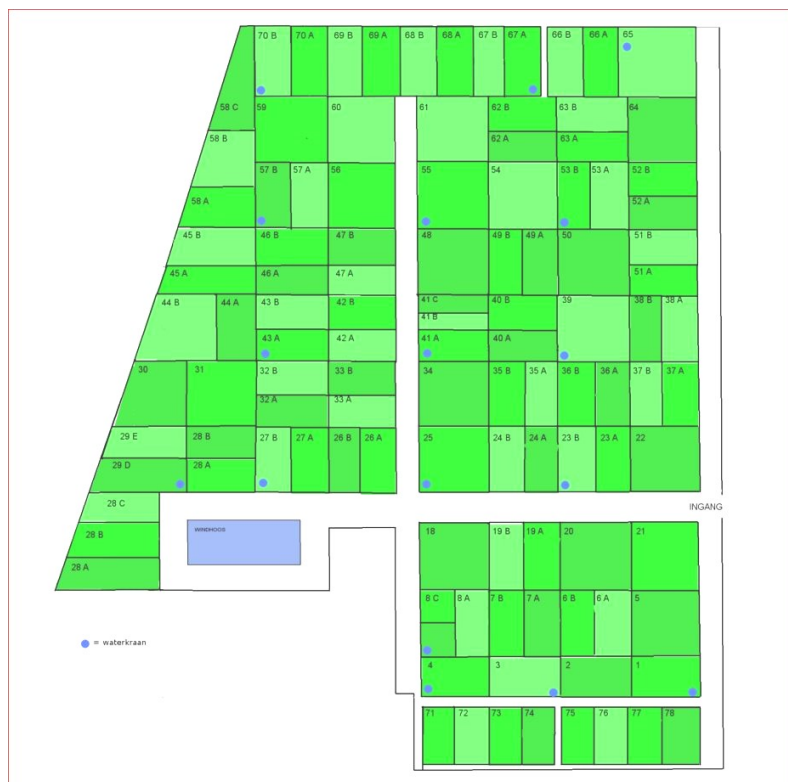 70 B 70 A 69 B 69 A 68 B 68 A 67 B 67 A 66 B 66 A 65
58 C 59 60 61 62 B 63 B 64
58 B 62 A 63 A
57 B 57 A 56 55 54 53 B 53 A 52 B
58 A 52 A
45 B 46 B 47 B 48 49 B 49 A 50 51 B
45 A 46 A 47 A 51 A
44 B 44 A 43 B 42 B 41 C 40 B 39 38 B 38 A
41 B
43 A 42 A 41 A 40 A
30 31 32 B 33 B 34 35 B 35 A 36 B 36 A 37 B 37 A
32 A 33 A
29 E 28 B 27 B 27 A 26 B 26 A 25 24 B 24 A 23 B 23 A 22
29 D 28 A
28 C
INGANG
28 B WINDHOOS 18 19 B 19 A 20 21
28 A
8 C 8 A 7 B 7 A 6 B 6 A 5
= waterkraan
4 3 2 1
71 72 73 74 75 76 77 78